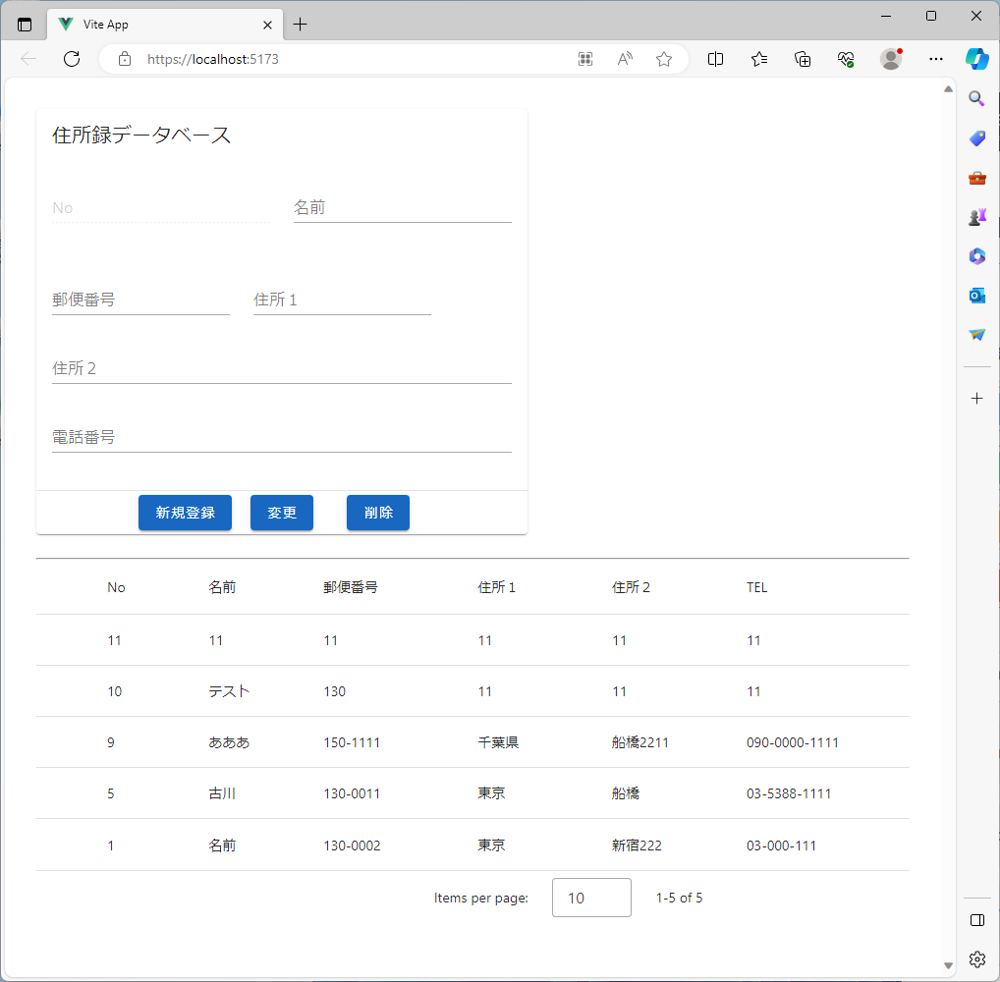 Vite App
https://localhost:5173
住所録データベース
No 名前
郵便番号 住所１
住所２
電話番号
新規登録 変更 削除
No 名前 郵便番号 住所１ 住所２ TEL
11 11 11 11 11 11
10 テスト 130 11 11 11
9 あああ 150-1111 千葉県 船橋2211 090-0000-1111
5 古川 130-0011 東京 船橋 03-5388-1111
1 名前 130-0002 東京 新宿222 03-000-111
Items per page: 10 1-5 of 5